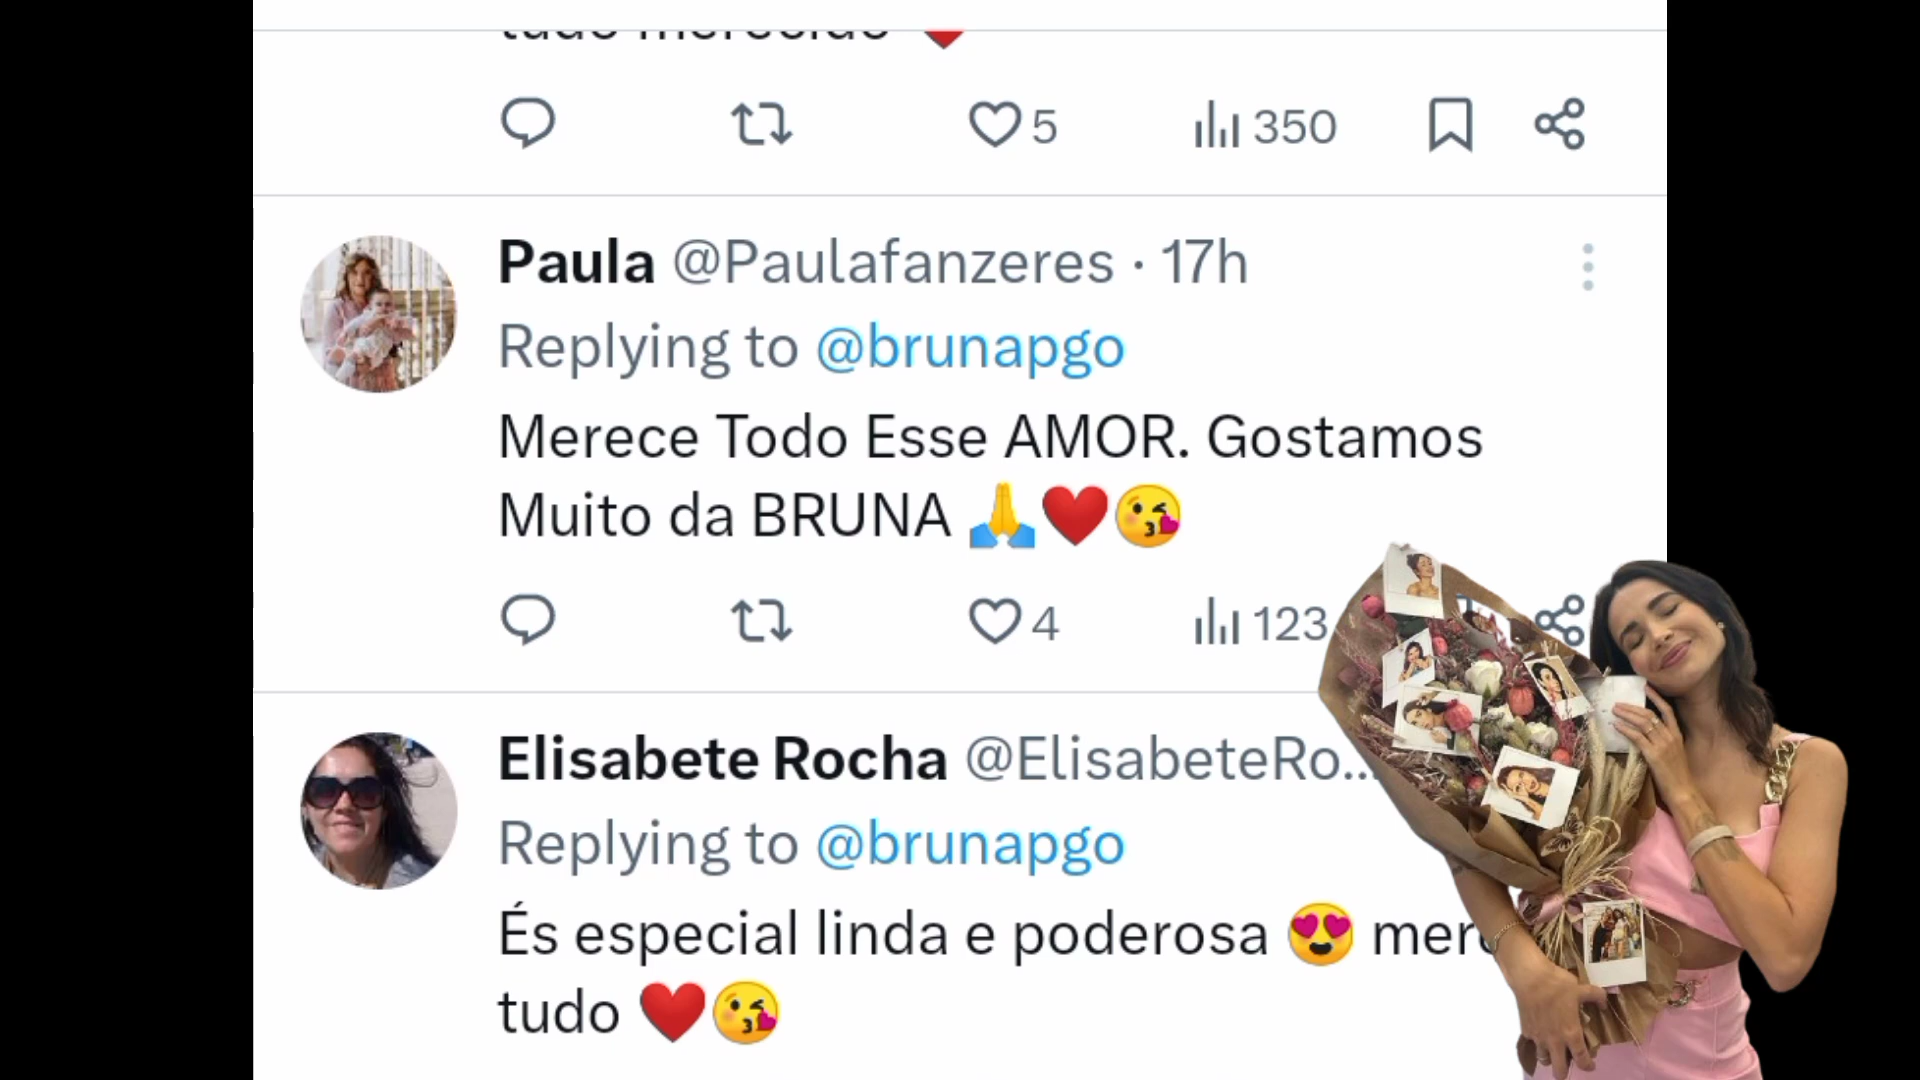 5 350
Paula @Paulafanzeres · 17h
Replying to @brunapgo
Merece Todo Esse AMOR. Gostamos
Muito da BRUNA 🙏❤️😘
4 123
Elisabete Rocha @ElisabeteRo...
Replying to @brunapgo
És especial linda e poderosa 😍
tudo ❤️😘